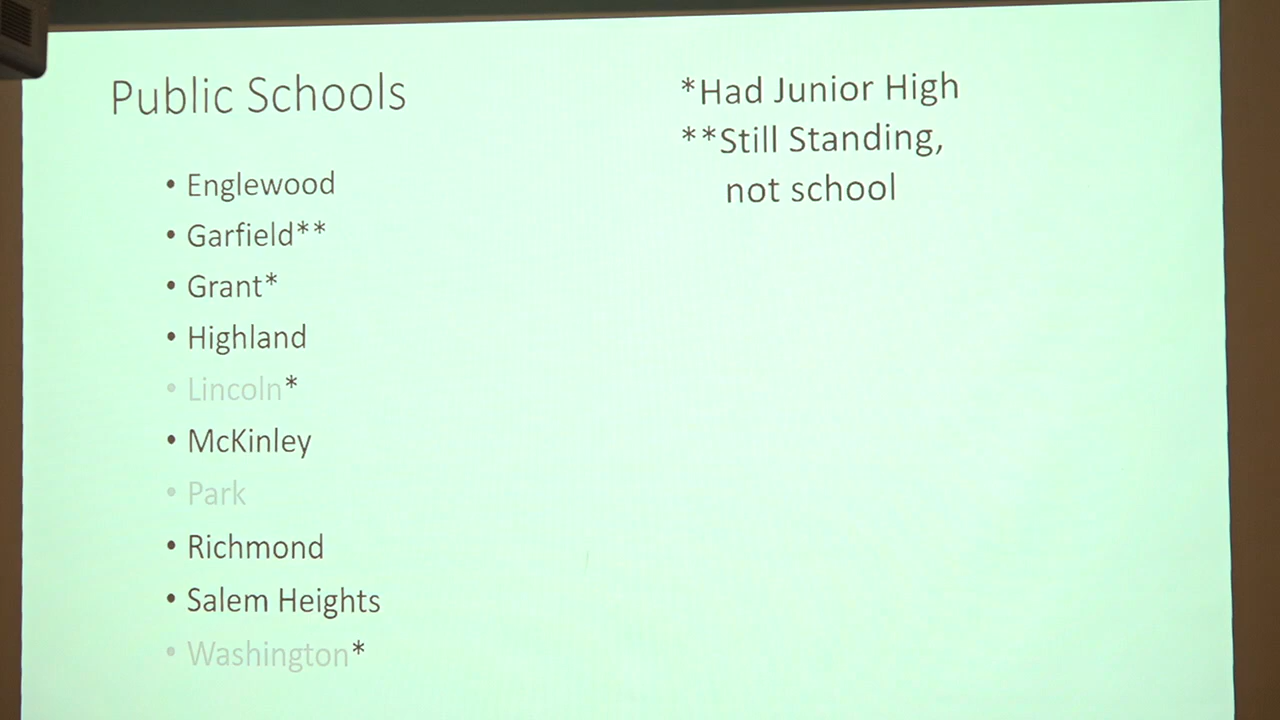 Public Schools
• Englewood
• Garfield**
• Grant*
• Highland
• Lincoln*
• McKinley
• Park
• Richmond
• Salem Heights
• Washington*
*Had Junior High
**Still Standing,
not school